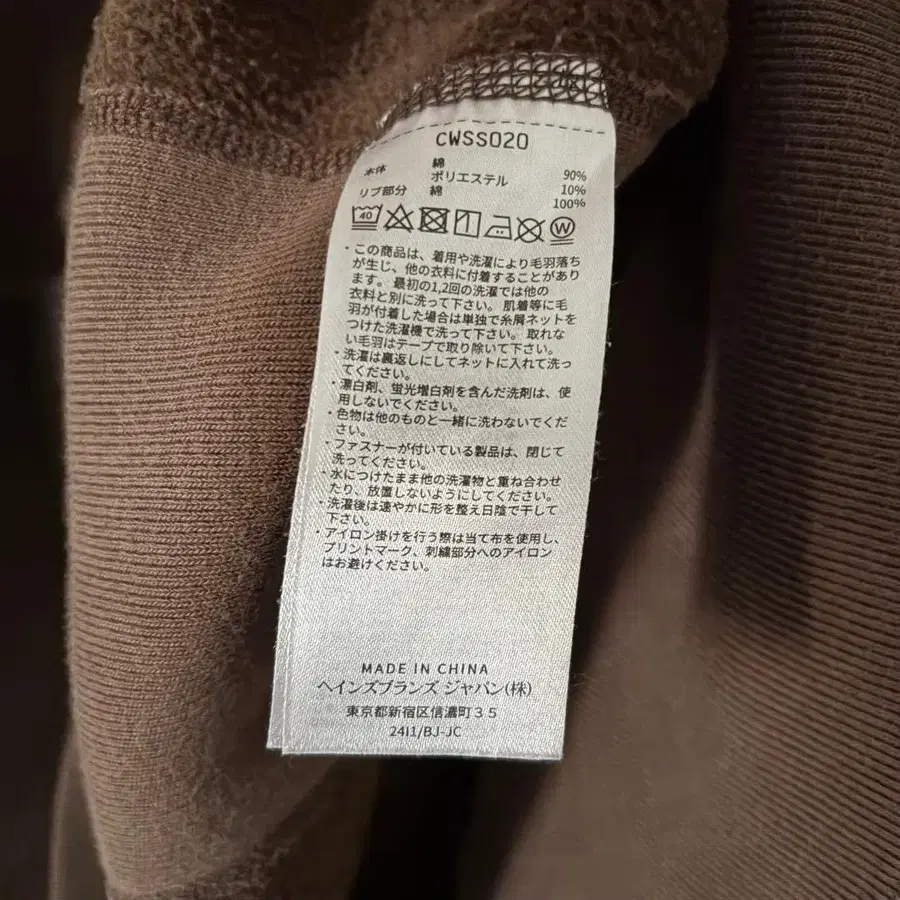 CWSS020
本体 綿 90%
ポリエステル 10%
リブ部分 綿 100%
40 W
・この商品は、着用や洗濯により毛羽落ち
が生じ、他の衣料に付着することがあり
ます。 最初の1,2回の洗濯では他の
衣料と別に洗って下さい。 肌着等に毛
羽が付着した場合は単独で糸屑ネットを
つけた洗濯機で洗って下さい。 取れな
い毛羽はテープで取り除いて下さい。
・洗濯は裏返しにしてネットに入れて洗っ
てください。
・漂白剤、蛍光増白剤を含んだ洗剤は、使
用しないでください。
・色物は他のものと一緒に洗わないでくだ
さい。
・ファスナーが付いている製品は、閉じて
洗ってください。
・水につけたまま他の洗濯物と重ね合わせ
たり、放置しないようにしてください。
・洗濯後は速やかに形を整え日陰で干して
下さい。
・アイロン掛けを行う際は当て布を使用し、
プリントマーク、刺繍部分へのアイロン
はお避けください。
MADE IN CHINA
ヘインズブランズ ジャパン(株)
東京都新宿区信濃町35
24I1/BJ-JC